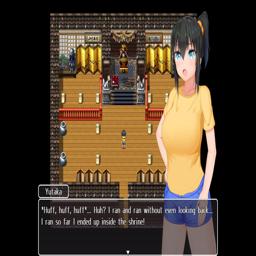 Yutaka
"Huff, huff, huff"... Huh? I ran and ran without even looking back...
I ran so far I ended up inside the shrine!